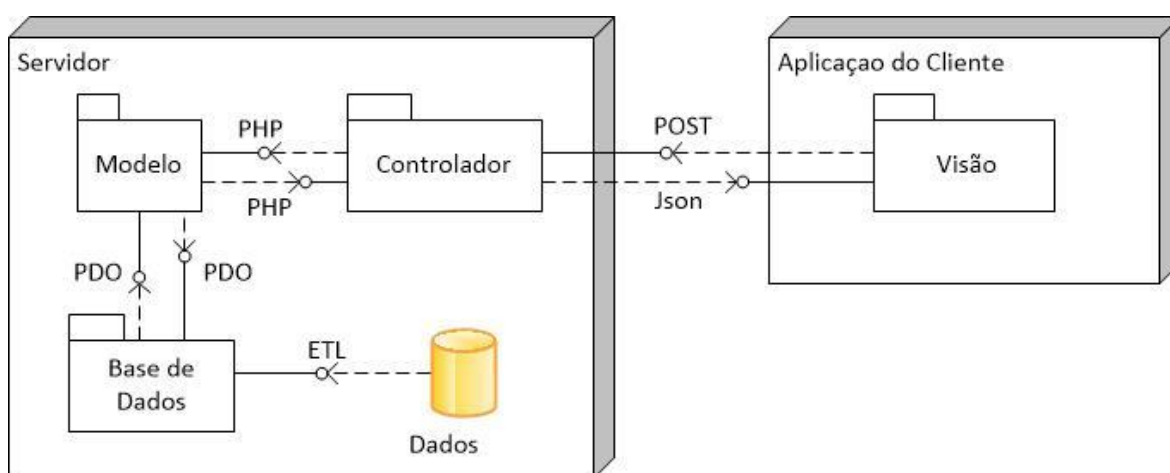 Servidor
Aplicaçao do Cliente
PHP
POST
Modelo
Controlador
Visão
PHP
Json
PDO
PDO
ETL
Base de
Dados
Dados